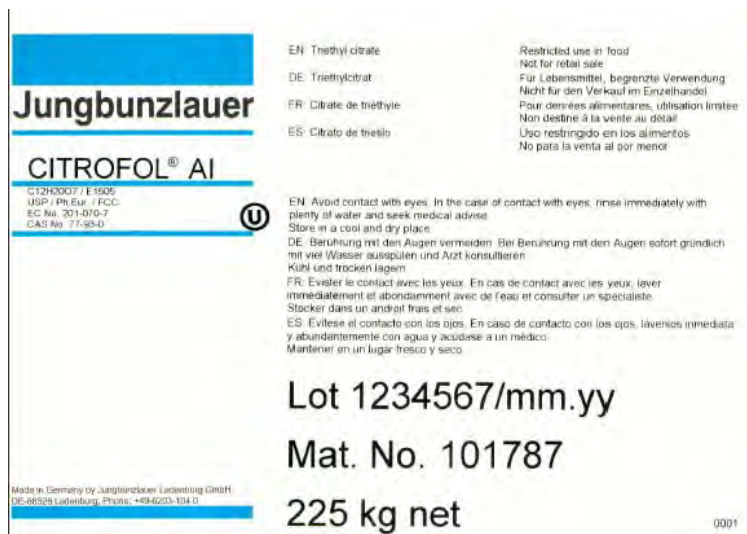 Jungbunzlauer
CITROFOL® AI
C12H20O7 / E1505
USP / Ph.Eur. / FCC
EC No. 201-070-7
CAS No. 77-93-0
U
Made in Germany by Jungbunzlauer Ladenburg GmbH,
DE-68526 Ladenburg, Phone: +49-6203-104-0
EN: Triethyl citrate
Restricted use in food
Not for retail sale
DE: Triethylcitrat
Für Lebensmittel, begrenzte Verwendung
Nicht für den Verkauf im Einzelhandel
FR: Citrate de triéthyle
Pour denrées alimentaires, utilisation limitée
Non destiné à la vente au détail
ES: Citrato de trietilo
Uso restringido en los alimentos
No para la venta al por menor
EN: Avoid contact with eyes. In the case of contact with eyes, rinse immediately with
plenty of water and seek medical advise.
Store in a cool and dry place
DE: Berührung mit den Augen vermeiden. Bei Berührung mit den Augen sofort gründlich
mit viel Wasser ausspülen und Arzt konsultieren.
Kühl und trocken lagern
FR: Evister le contact avec les yeux. En cas de contact avec les yeux, laver
immédiatement et abondamment avec de l'eau et consulter un specialiste.
Stocker dans un androit frais et sec
ES: Evítese el contacto con los ojos. En caso de contacto con los ojos, lávenlos inmediata
y abundantemente con agua y acúdase a un médico.
Mantener en un lugar fresco y seco
Lot 1234567/mm.yy
Mat. No. 101787
225 kg net
0001